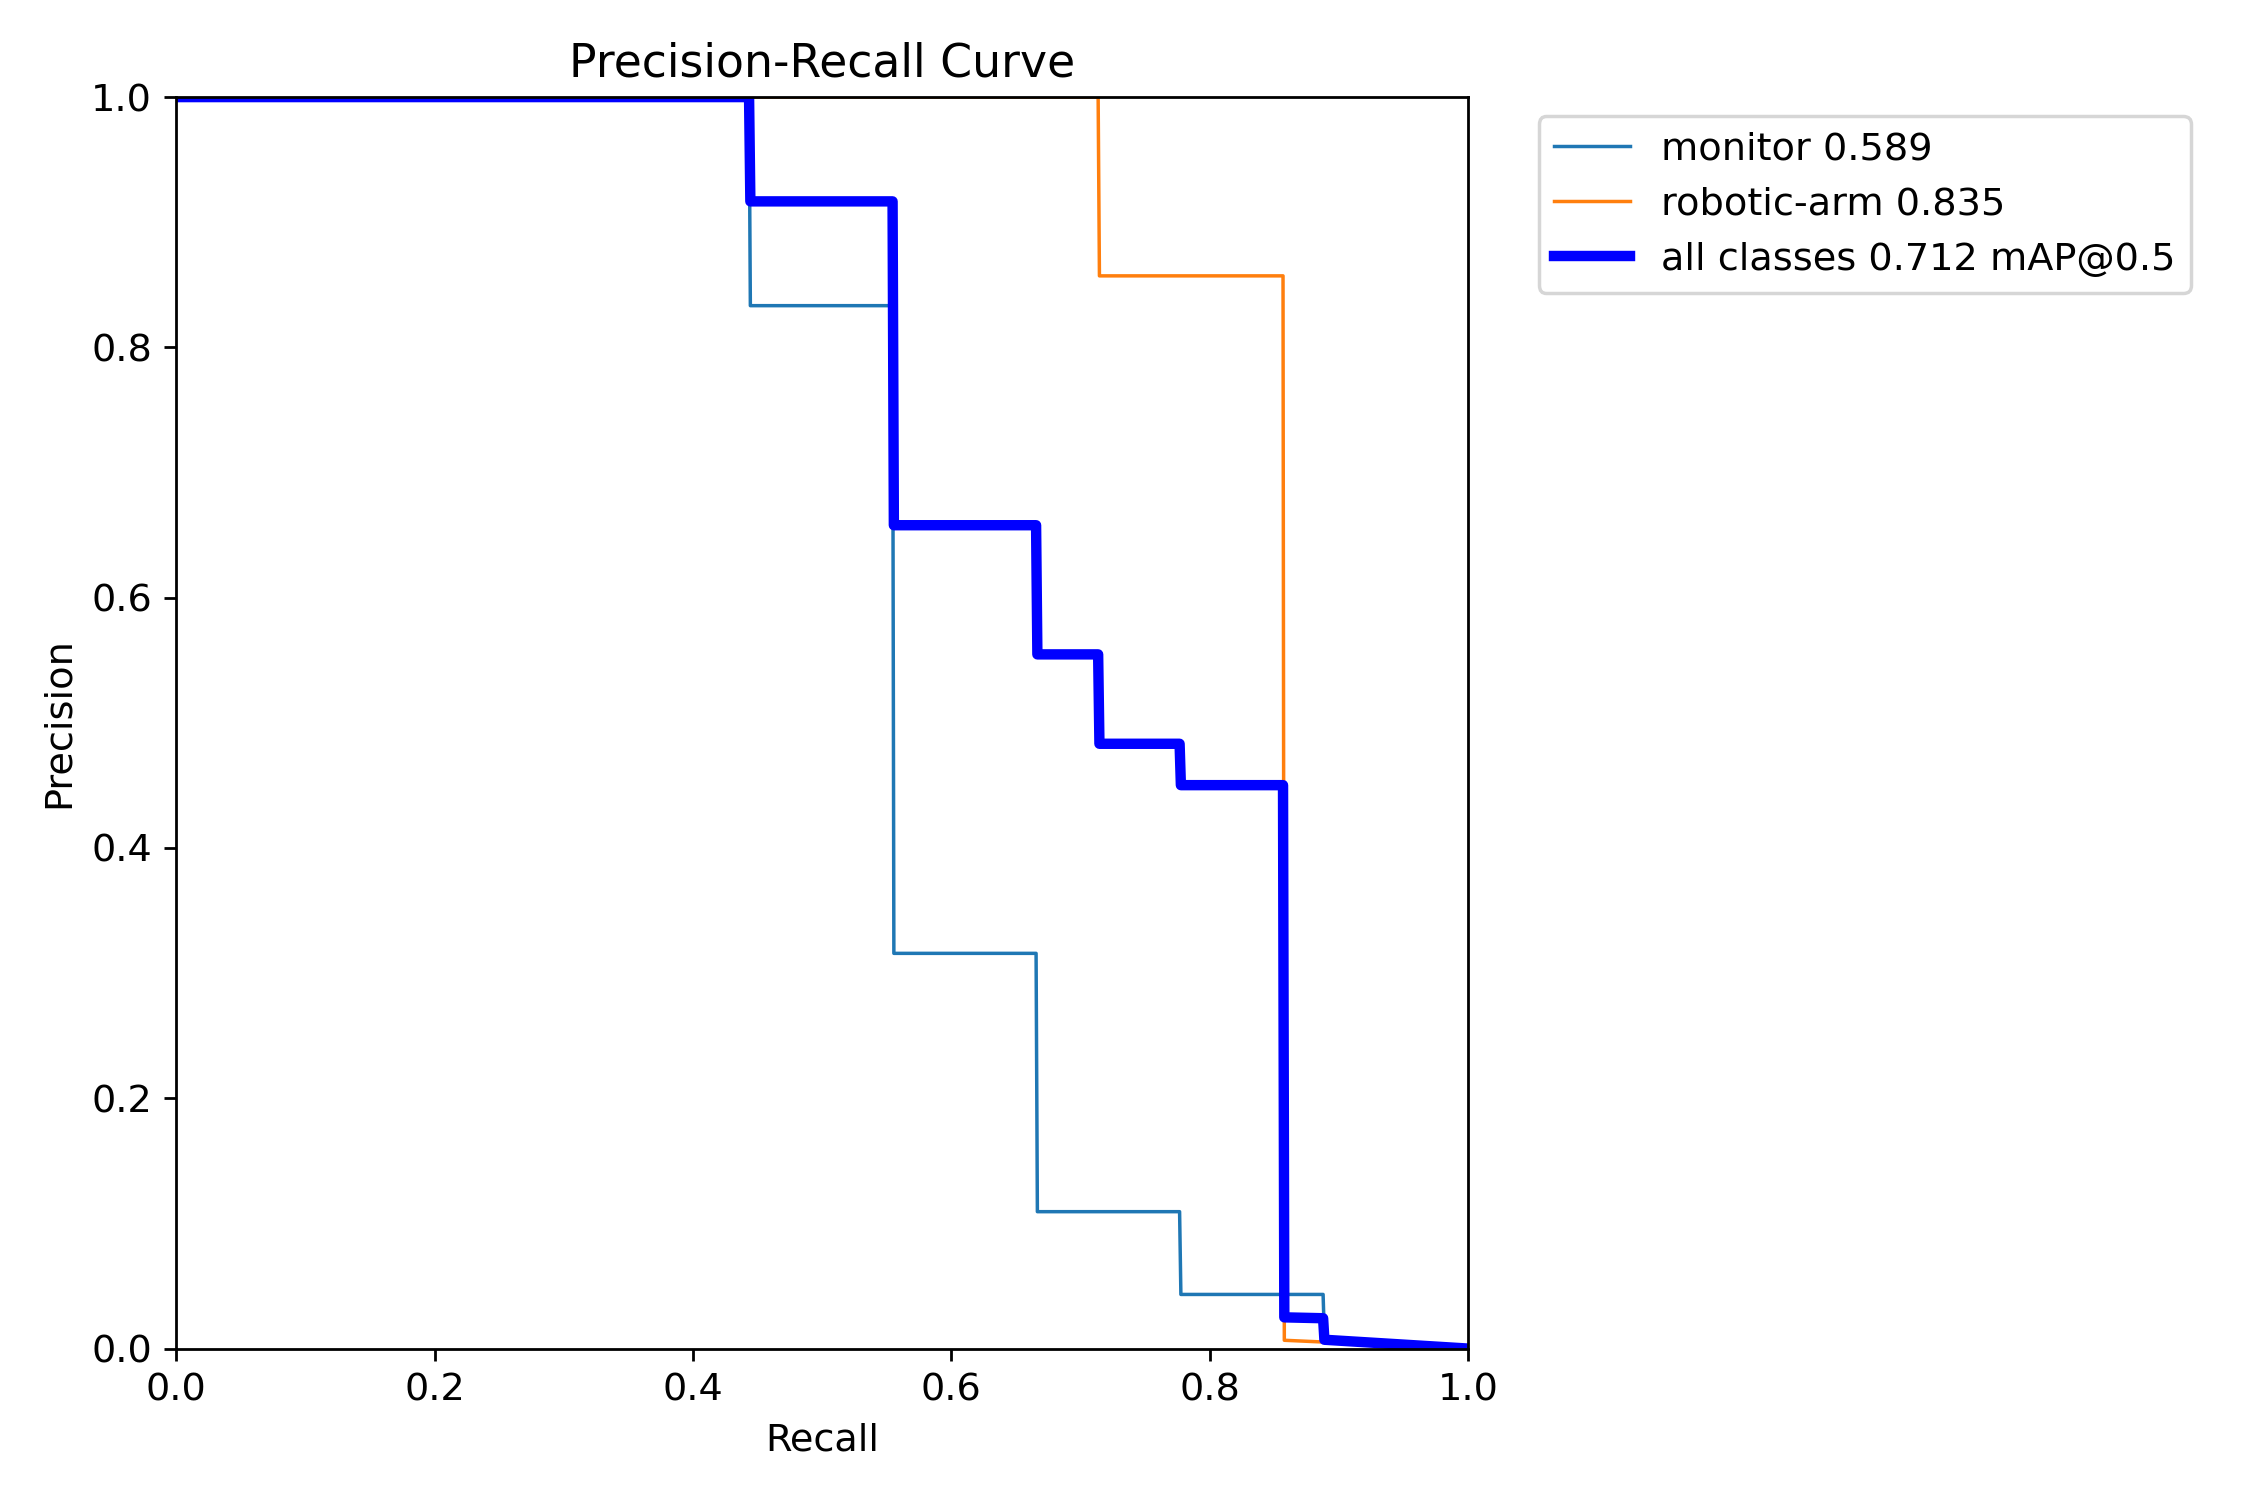 Precision-Recall Curve
monitor 0.589
robotic-arm 0.835
all classes 0.712 mAP@0.5
Precision
1.0
0.8
0.6
0.4
0.2
0.0
0.0 0.2 0.4 0.6 0.8 1.0
Recall